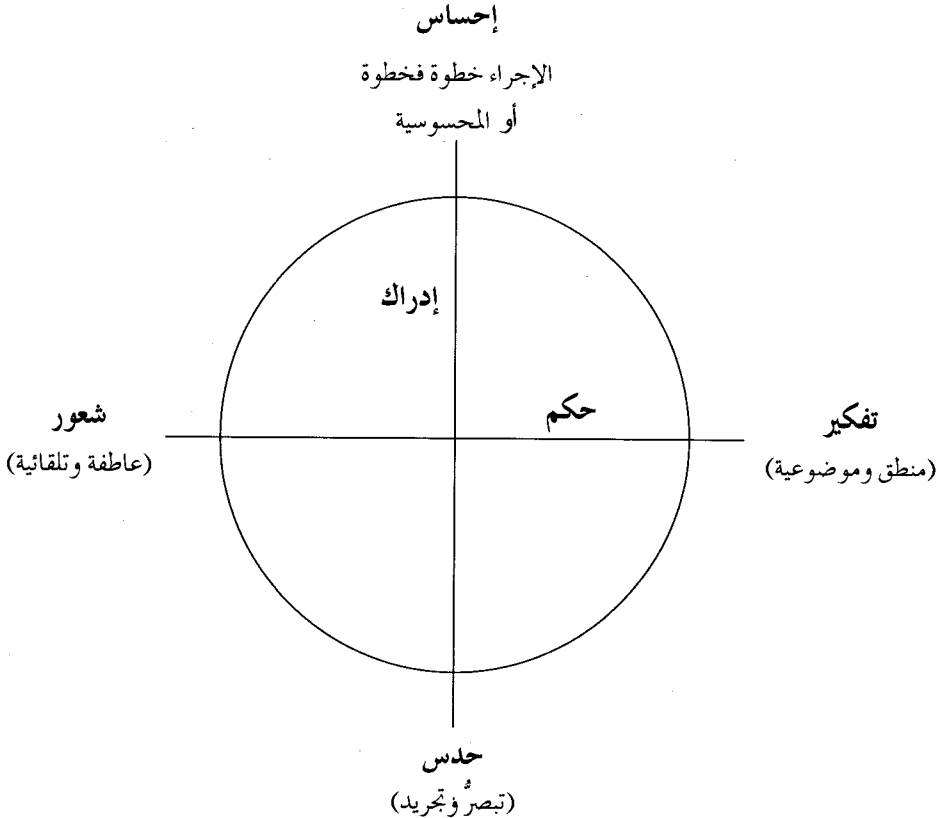 إحساس
الإجراء خطوة فخطوة
أو المحسوسية
إدراك
حكم
تفكير
(منطق وموضوعية)
شعور
(عاطفة وتلقائية)
حدس
(تبصرٌ وتجريد)